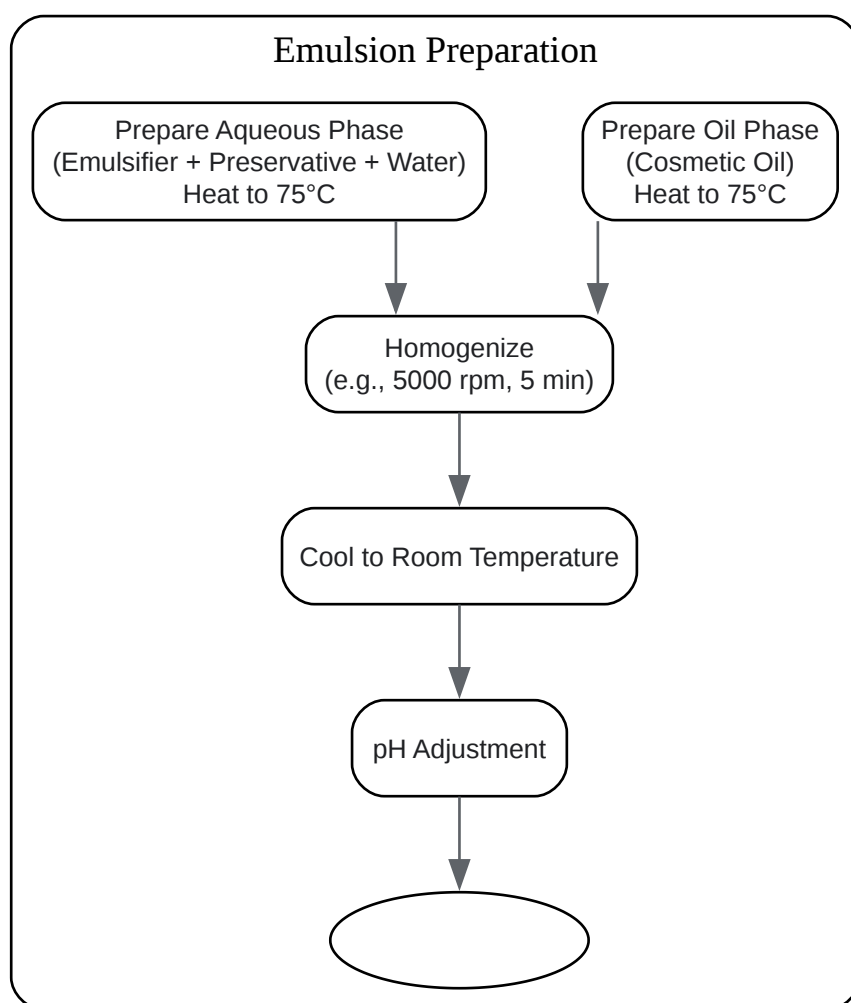 Emulsion Preparation
Prepare Aqueous Phase
(Emulsifier + Preservative + Water)
Heat to 75°C
Prepare Oil Phase
(Cosmetic Oil)
Heat to 75°C
Homogenize
(e.g., 5000 rpm, 5 min)
Cool to Room Temperature
pH Adjustment